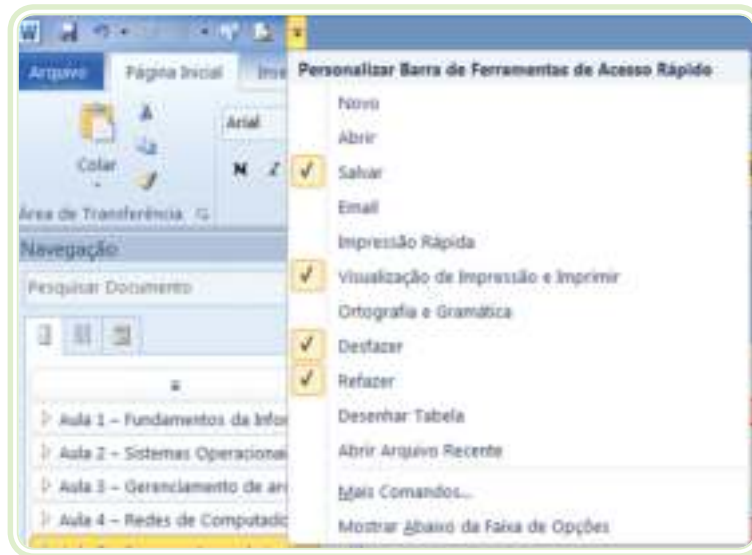 W
Arquivo Página Inicial Inse
Personalizar Barra de Ferramentas de Acesso Rápido
Novo
Abrir
Salvar
Email
Impressão Rápida
Visualização de Impressão e Imprimir
Ortografia e Gramática
Desfazer
Refazer
Desenhar Tabela
Abrir Arquivo Recente
Mais Comandos...
Mostrar Abaixo da Faixa de Opções
Colar
Arial
N I
Área de Transferência
Navegação
Pesquisar Documento
Aula 1 – Fundamentos da Infor
Aula 2 – Sistemas Operacionai
Aula 3 – Gerenciamento de arq
Aula 4 – Redes de Computado